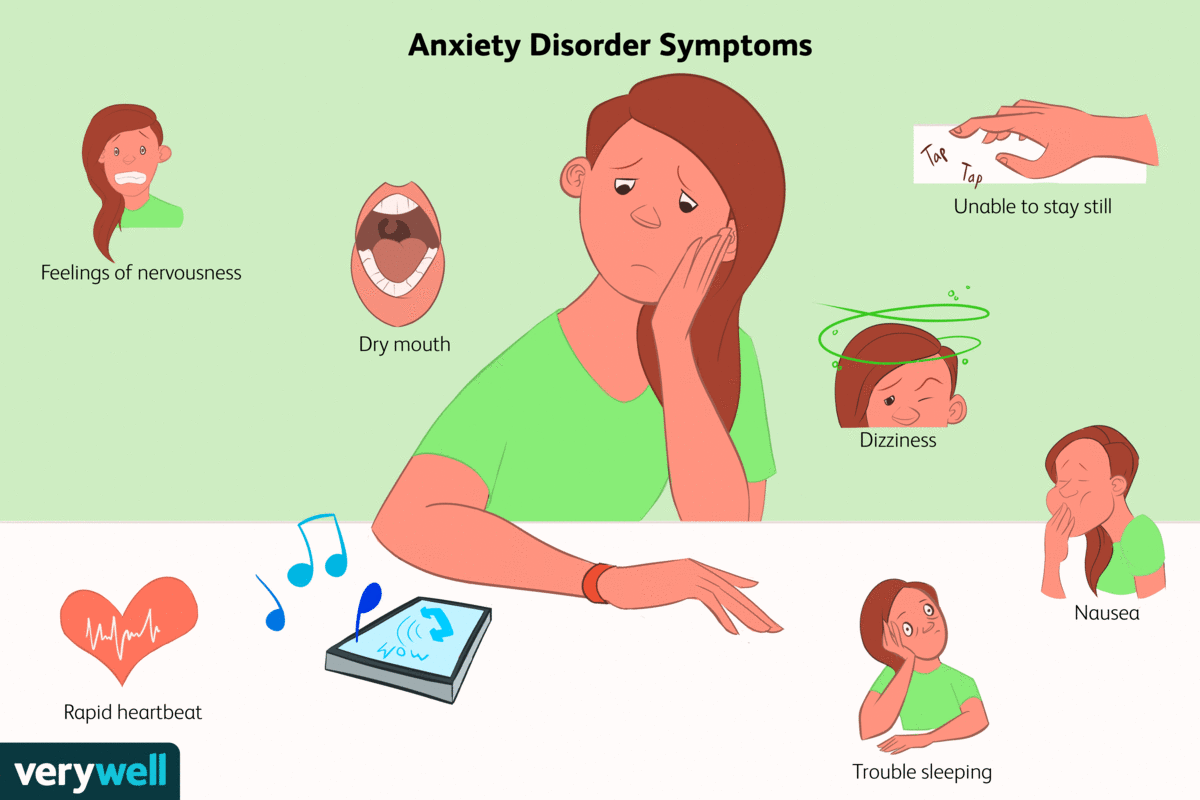 Anxiety Disorder Symptoms
Feelings of nervousness
Dry mouth
Tap
Tap
Unable to stay still
Dizziness
Nausea
MOM
Rapid heartbeat
Trouble sleeping
verywell